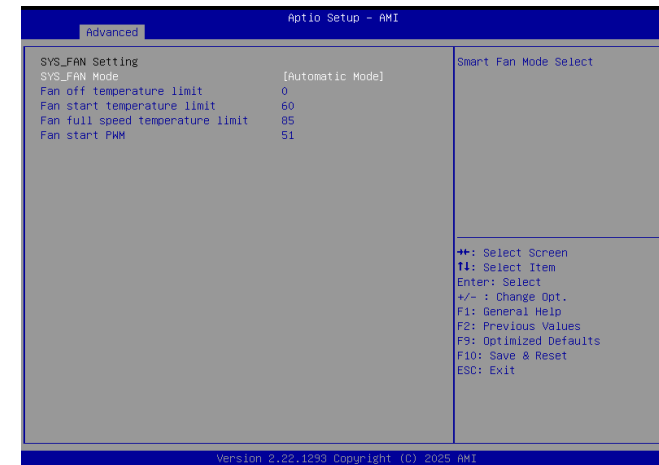 Aptio Setup – AMI
Advanced
SYS_FAN Setting
SYS_FAN Mode [Automatic Mode]
Fan off temperature limit 0
Fan start temperature limit 60
Fan full speed temperature limit 85
Fan start PWM 51
Smart Fan Mode Select
→←: Select Screen
↑↓: Select Item
Enter: Select
+/- : Change Opt.
F1: General Help
F2: Previous Values
F9: Optimized Defaults
F10: Save & Reset
ESC: Exit
Version 2.22.1293 Copyright (C) 2025 AMI